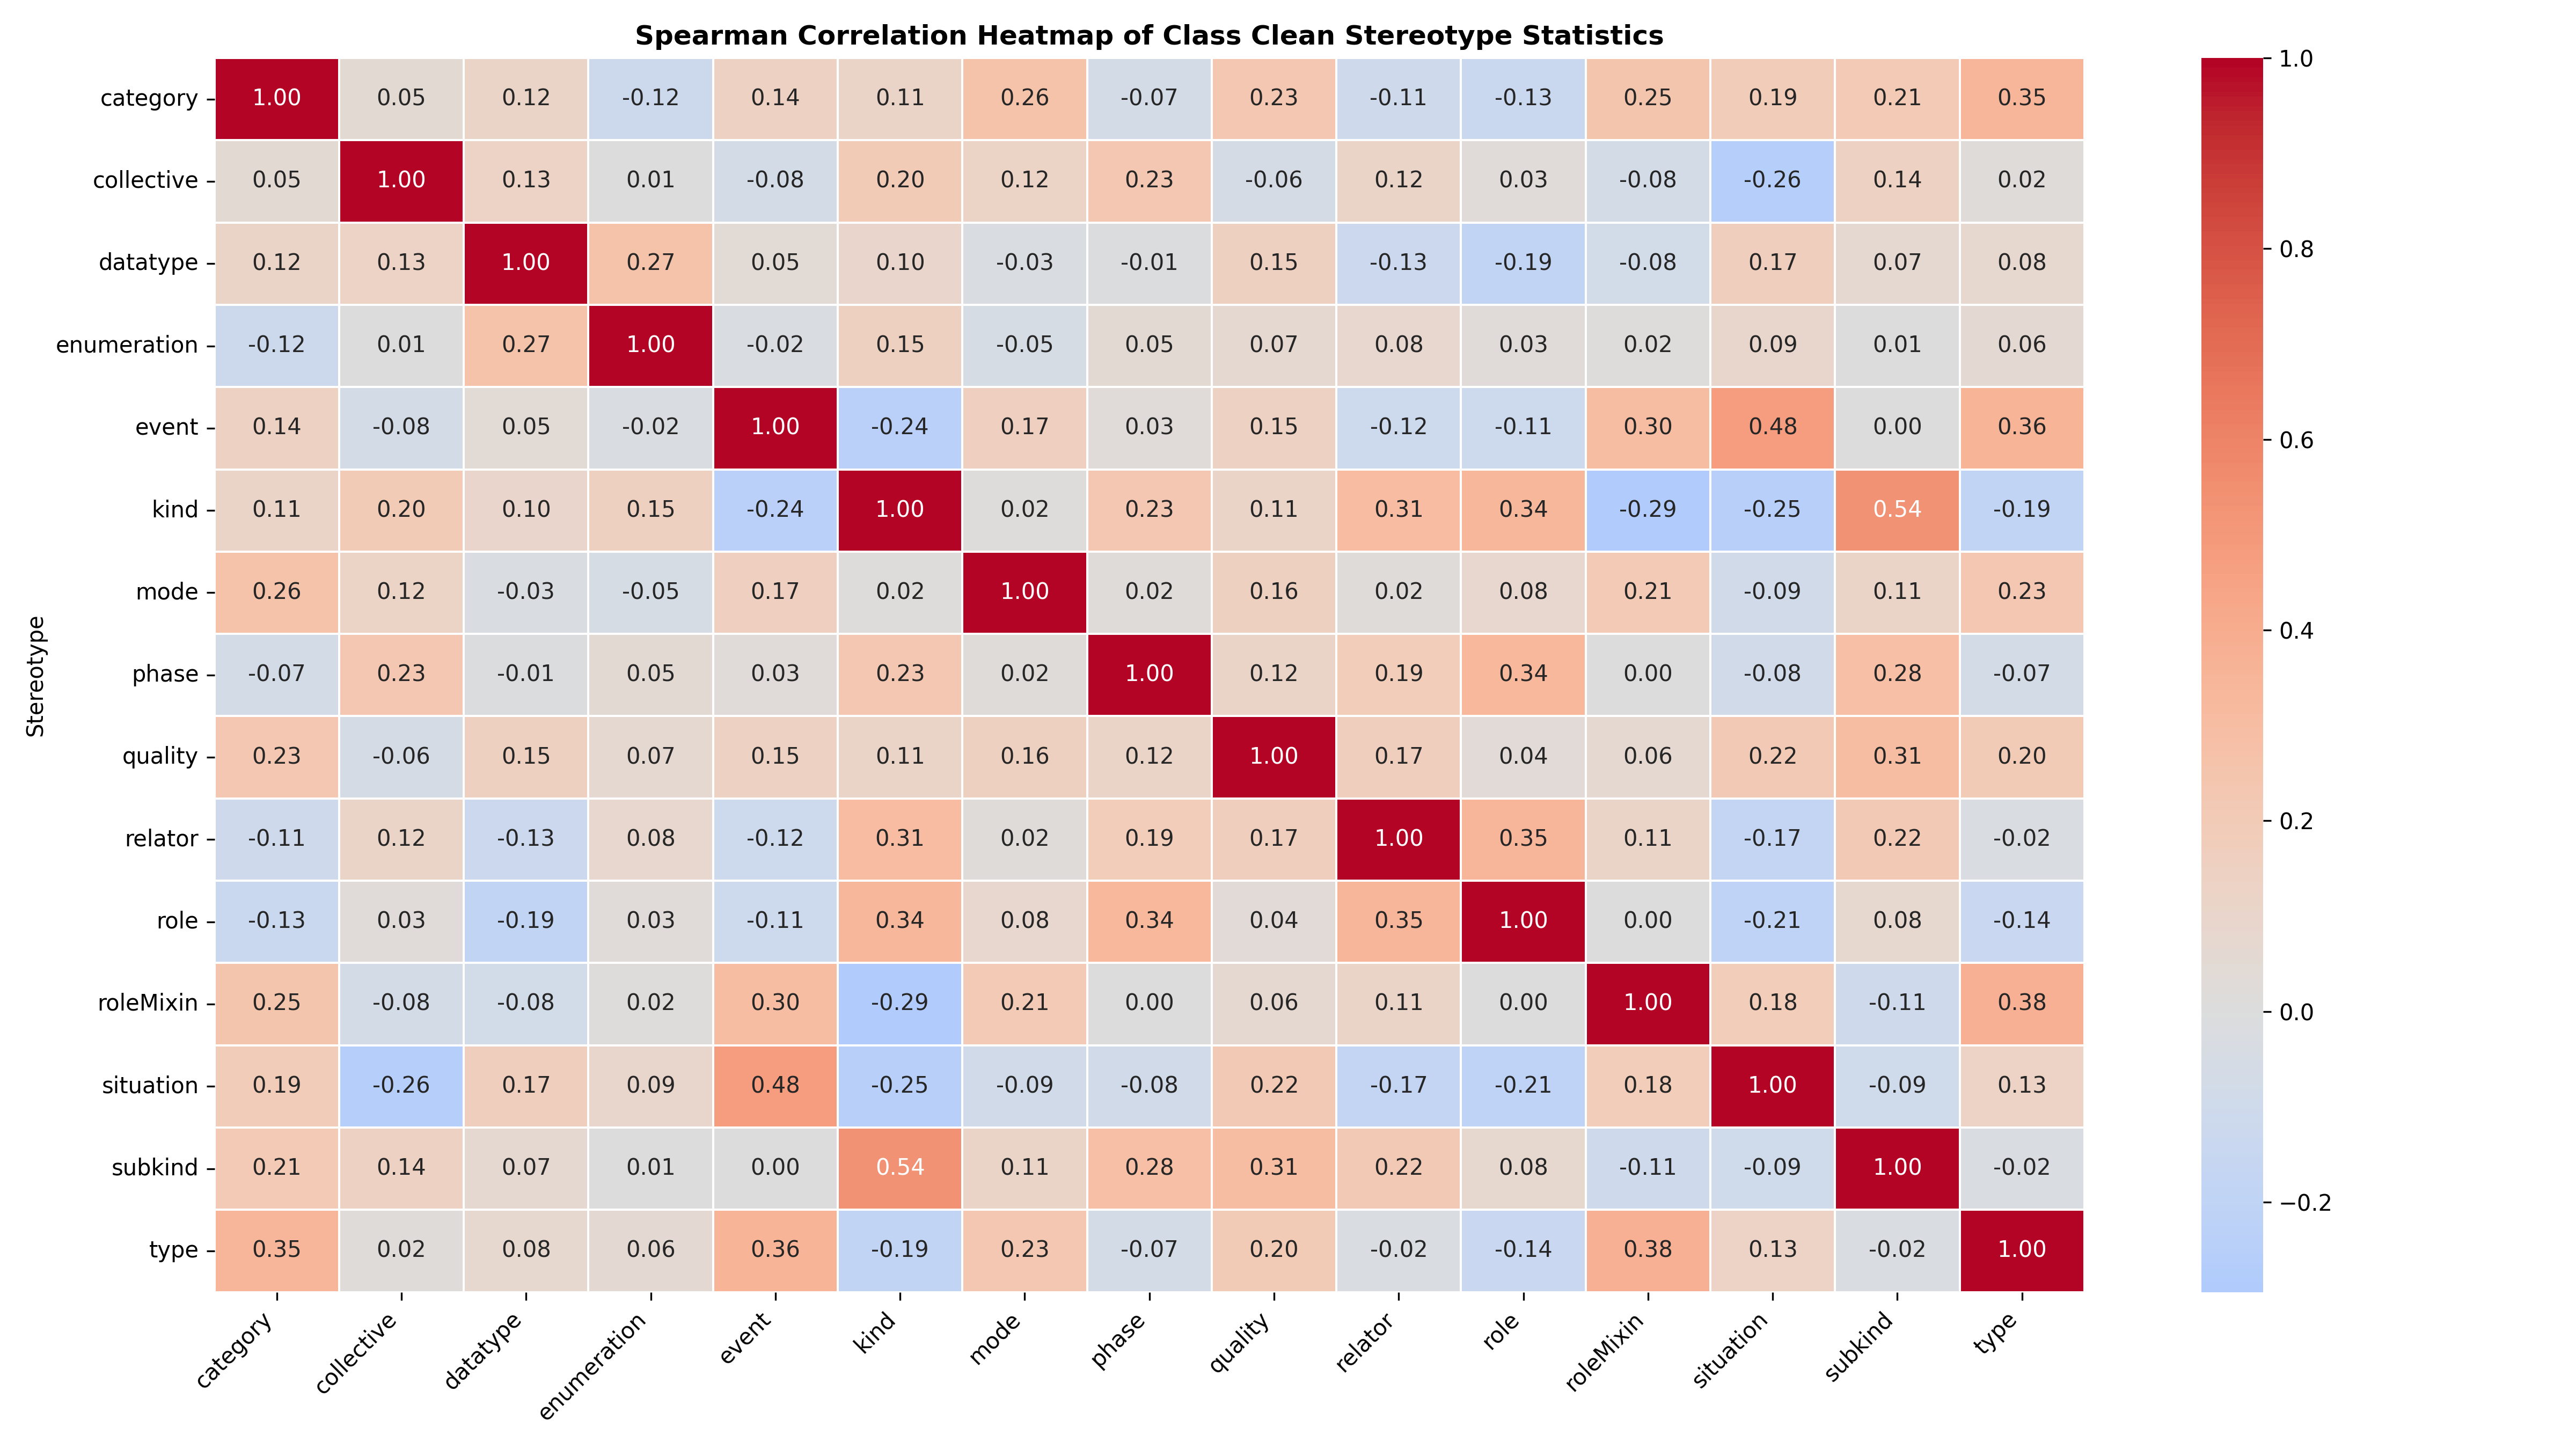 Spearman Correlation Heatmap of Class Clean Stereotype Statistics
category 1.00 0.05 0.12 -0.12 0.14 0.11 0.26 -0.07 0.23 -0.11 -0.13 0.25 0.19 0.21 0.35
collective 0.05 1.00 0.13 0.01 -0.08 0.20 0.12 0.23 -0.06 0.12 0.03 -0.08 -0.26 0.14 0.02
datatype 0.12 0.13 1.00 0.27 0.05 0.10 -0.03 -0.01 0.15 -0.13 -0.19 -0.08 0.17 0.07 0.08
enumeration -0.12 0.01 0.27 1.00 -0.02 0.15 -0.05 0.05 0.07 0.08 0.03 0.02 0.09 0.01 0.06
event 0.14 -0.08 0.05 -0.02 1.00 -0.24 0.17 0.03 0.15 -0.12 -0.11 0.30 0.48 0.00 0.36
kind 0.11 0.20 0.10 0.15 -0.24 1.00 0.02 0.23 0.11 0.31 0.34 -0.29 -0.25 0.54 -0.19
mode 0.26 0.12 -0.03 -0.05 0.17 0.02 1.00 0.02 0.16 0.02 0.08 0.21 -0.09 0.11 0.23
phase -0.07 0.23 -0.01 0.05 0.03 0.23 0.02 1.00 0.12 0.19 0.34 0.00 -0.08 0.28 -0.07
quality 0.23 -0.06 0.15 0.07 0.15 0.11 0.16 0.12 1.00 0.17 0.04 0.06 0.22 0.31 0.20
relator -0.11 0.12 -0.13 0.08 -0.12 0.31 0.02 0.19 0.17 1.00 0.35 0.11 -0.17 0.22 -0.02
role -0.13 0.03 -0.19 0.03 -0.11 0.34 0.08 0.34 0.04 0.35 1.00 0.00 -0.21 0.08 -0.14
roleMixin 0.25 -0.08 -0.08 0.02 0.30 -0.29 0.21 0.00 0.06 0.11 0.00 1.00 0.18 -0.11 0.38
situation 0.19 -0.26 0.17 0.09 0.48 -0.25 -0.09 -0.08 0.22 -0.17 -0.21 0.18 1.00 -0.09 0.13
subkind 0.21 0.14 0.07 0.01 0.00 0.54 0.11 0.28 0.31 0.22 0.08 -0.11 -0.09 1.00 -0.02
type 0.35 0.02 0.08 0.06 0.36 -0.19 0.23 -0.07 0.20 -0.02 -0.14 0.38 0.13 -0.02 1.00
category collective datatype enumeration event kind mode phase quality relator role roleMixin situation subkind type
Stereotype
1.0
0.8
0.6
0.4
0.2
0.0
−0.2